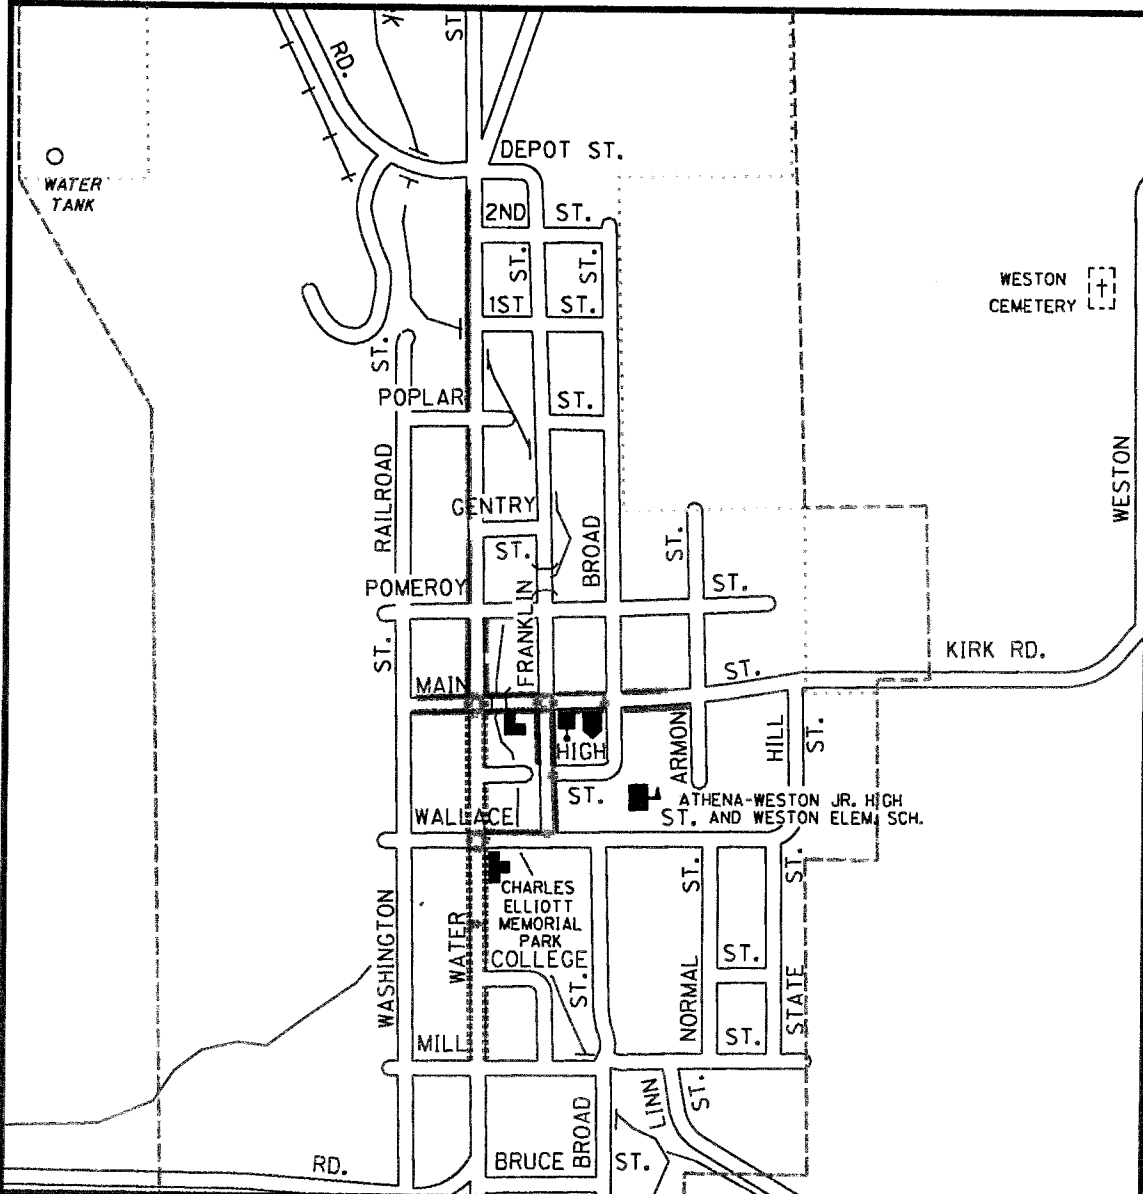 RD.
ST
DEPOT ST.
WATER
TANK
2ND ST.
ST.
ST.
WESTON
CEMETERY
1ST ST.
ST.
POPLAR ST.
WESTON
RAILROAD
GENTRY
ST.
BROAD
ST.
POMEROY ST.
FRANKLIN
ST.
KIRK RD.
MAIN ST.
ARMON
HILL
ST.
HIGH
ST.
ATHENA-WESTON JR. HIGH
AND WESTON ELEM. SCH.
WALLACE ST.
ST.
ST.
CHARLES
ELLIOTT
MEMORIAL
PARK
WASHINGTON
WATER
COLLEGE ST.
ST.
NORMAL
STATE
MILL ST.
LINN
ST.
BROAD
RD.
BRUCE ST.